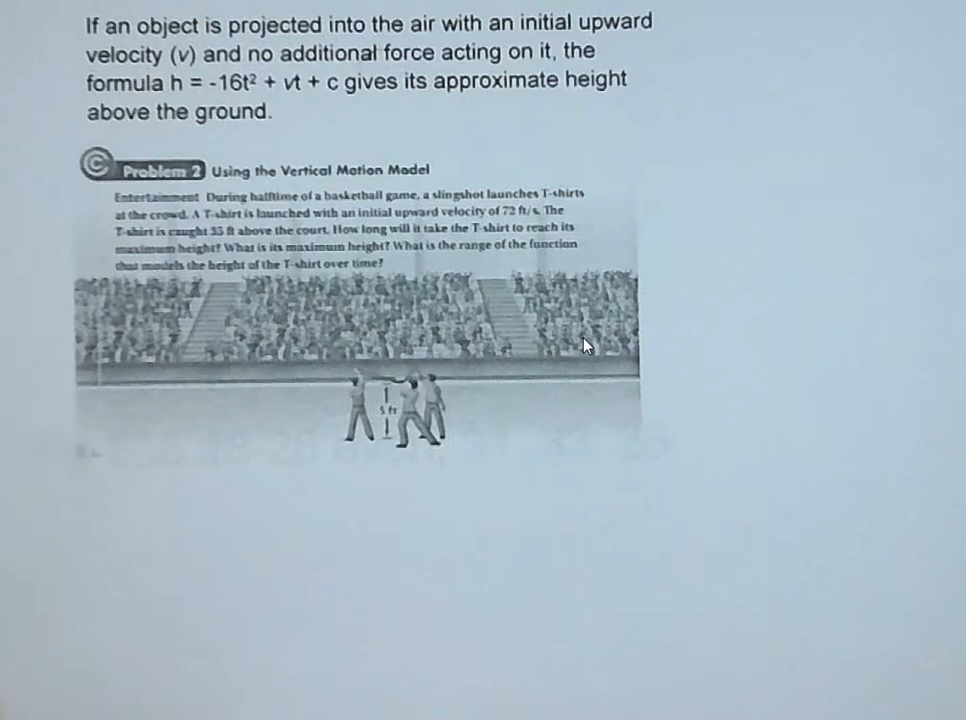 If an object is projected into the air with an initial upward
velocity (v) and no additional force acting on it, the
formula h = -16t² + vt + c gives its approximate height
above the ground.
C Problem 2 Using the Vertical Motion Model
Entertainment During halftime of a basketball game, a slingshot launches T-shirts
at the crowd. A T-shirt is launched with an initial upward velocity of 72 ft/s. The
T-shirt is caught 35 ft above the court. How long will it take the T-shirt to reach its
maximum height? What is its maximum height? What is the range of the function
that models the height of the T-shirt over time?
5 ft